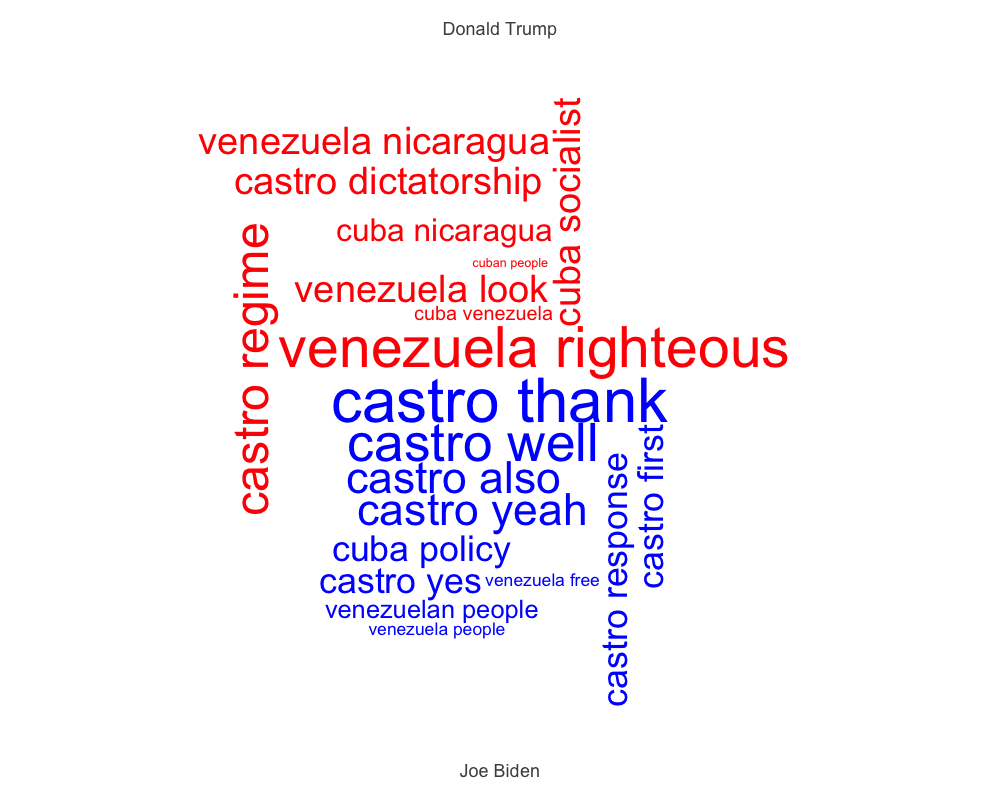 Donald Trump
venezuela nicaragua
cuba socialist
castro dictatorship
castro regime
cuba nicaragua
cuban people
venezuela look
cuba venezuela
venezuela righteous
castro thank
castro well
castro first
castro response
castro also
castro yeah
cuba policy
castro yes
venezuela free
venezuelan people
venezuela people
Joe Biden